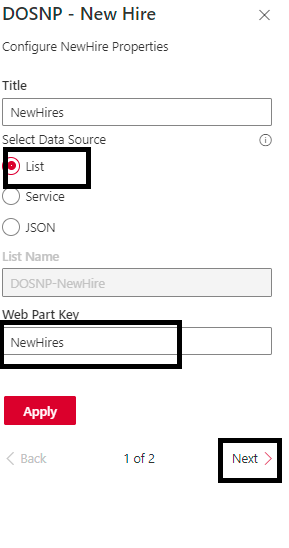 DOSNP - New Hire
Configure NewHire Properties
Title
NewHires
Select Data Source
List
Service
JSON
List Name
DOSNP-NewHire
Web Part Key
NewHires
Apply
Back 1 of 2 Next